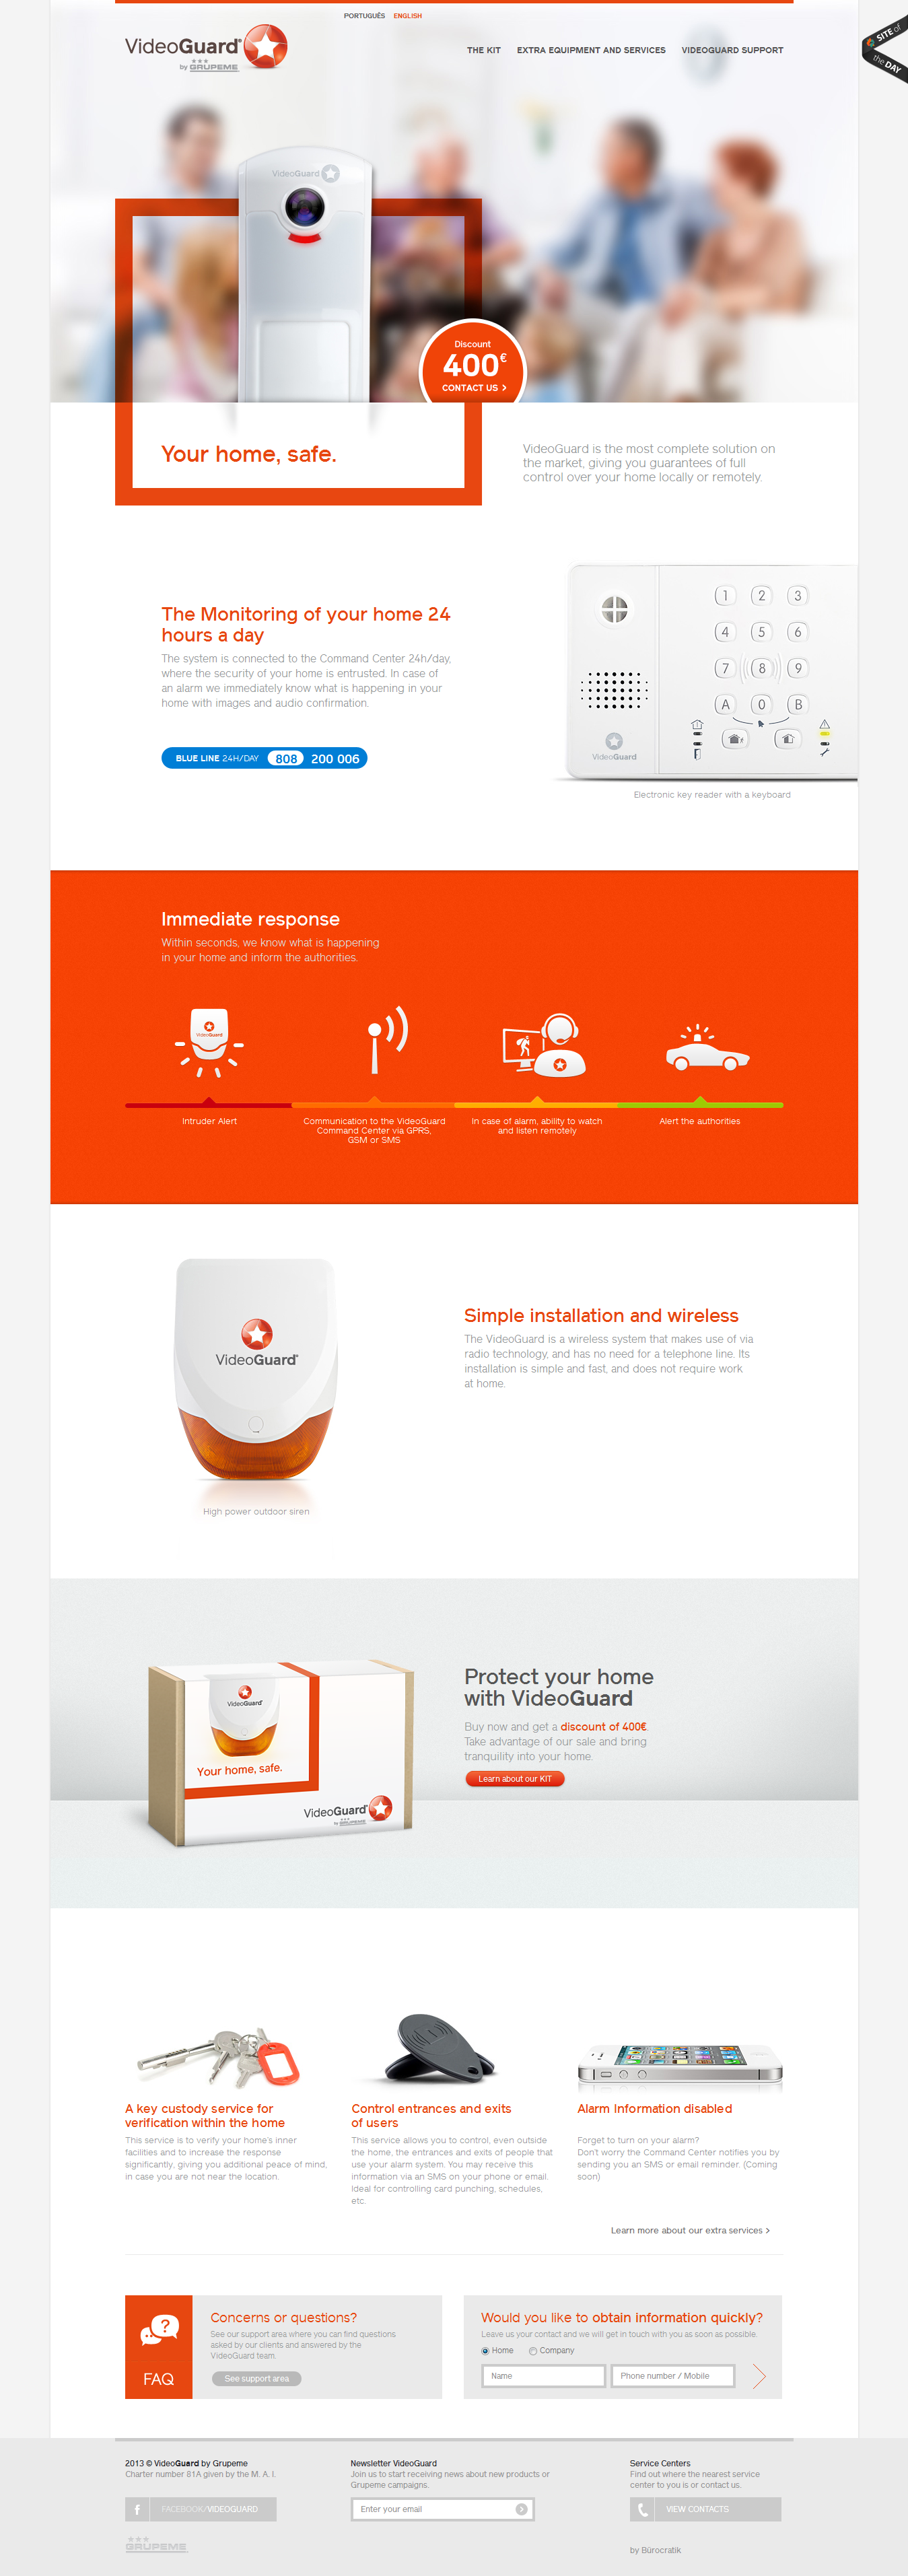 PORTUGUÊS ENGLISH
VideoGuard
by GRUPEME
THE KIT EXTRA EQUIPMENT AND SERVICES VIDEOGUARD SUPPORT
SITE of
the DAY
VideoGuard
Discount
400€
CONTACT US >
Your home, safe.
VideoGuard is the most complete solution on
the market, giving you guarantees of full
control over your home locally or remotely.
The Monitoring of your home 24
hours a day
The system is connected to the Command Center 24h/day,
where the security of your home is entrusted. In case of
an alarm we immediately know what is happening in your
home with images and audio confirmation.
BLUE LINE 24H/DAY 808 200 006
1 2 3
4 5 6
7 8 9
A 0 B
VideoGuard
Electronic key reader with a keyboard
Immediate response
Within seconds, we know what is happening
in your home and inform the authorities.
VideoGuard
Intruder Alert
Communication to the VideoGuard
Command Center via GPRS,
GSM or SMS
In case of alarm, ability to watch
and listen remotely
Alert the authorities
VideoGuard
High power outdoor siren
Simple installation and wireless
The VideoGuard is a wireless system that makes use of via
radio technology, and has no need for a telephone line. Its
installation is simple and fast, and does not require work
at home.
VideoGuard
Your home, safe.
VideoGuard
by GRUPEME
Protect your home
with VideoGuard
Buy now and get a discount of 400€.
Take advantage of our sale and bring
tranquility into your home.
Learn about our KIT
A key custody service for
verification within the home
This service is to verify your home's inner
facilities and to increase the response
significantly, giving you additional peace of mind,
in case you are not near the location.
Control entrances and exits
of users
This service allows you to control, even outside
the home, the entrances and exits of people that
use your alarm system. You may receive this
information via an SMS on your phone or email.
Ideal for controlling card punching, schedules,
etc.
Alarm Information disabled
Forget to turn on your alarm?
Don't worry the Command Center notifies you by
sending you an SMS or email reminder. (Coming
soon)
Learn more about our extra services >
FAQ
Concerns or questions?
See our support area where you can find questions
asked by our clients and answered by the
VideoGuard team.
See support area
Would you like to obtain information quickly?
Leave us your contact and we will get in touch with you as soon as possible.
Home Company
Name Phone number / Mobile
2013 © VideoGuard by Grupeme
Charter number 81A given by the M. A. I.
FACEBOOK/VIDEOGUARD
GRUPEME
Newsletter VideoGuard
Join us to start receiving news about new products or
Grupeme campaigns.
Enter your email
Service Centers
Find out where the nearest service
center to you is or contact us.
VIEW CONTACTS
by Bürocratik